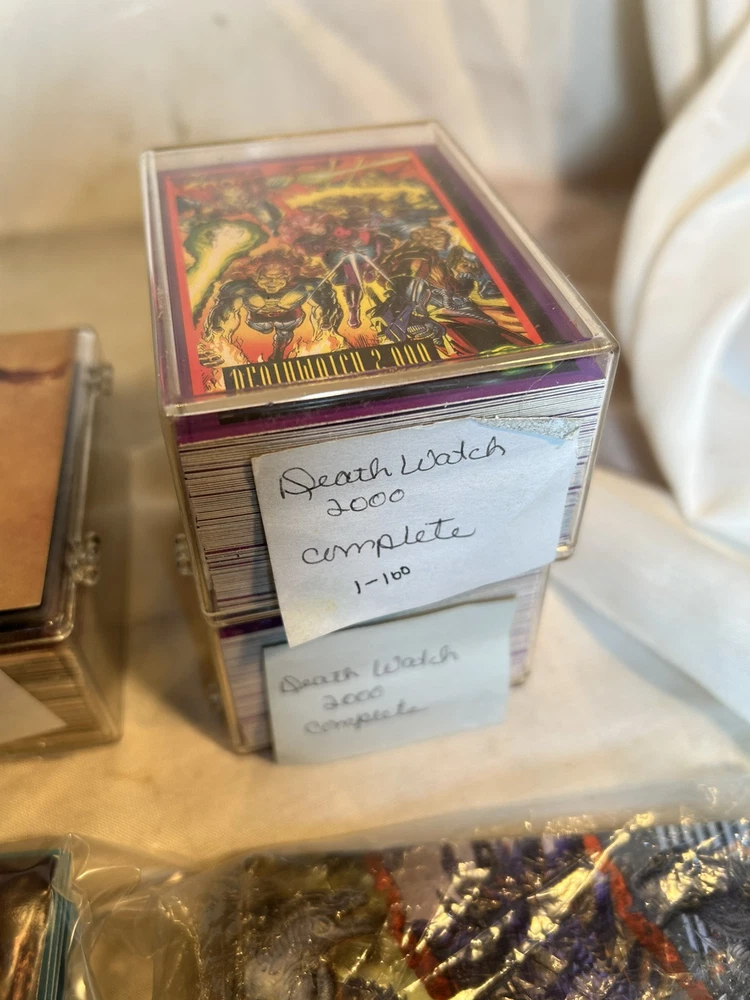 DEATHWATCH 2000
Death Watch
2000
complete
1-100
Death Watch
2000
complete